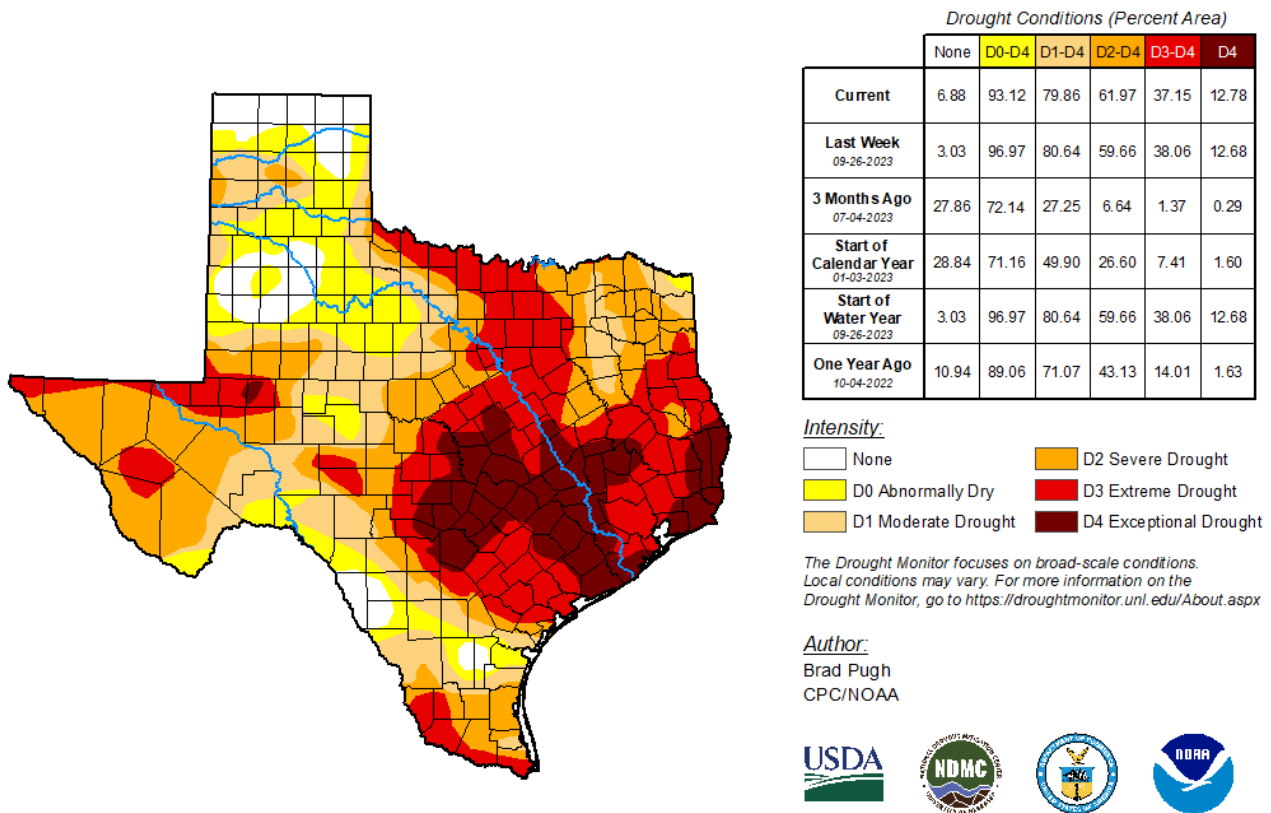 Drought Conditions (Percent Area)
None D0-D4 D1-D4 D2-D4 D3-D4 D4
Current 6.88 93.12 79.86 61.97 37.15 12.78
Last Week
09-26-2023
3.03 96.97 80.64 59.66 38.06 12.68
3 Months Ago
07-04-2023
27.86 72.14 27.25 6.64 1.37 0.29
Start of
Calendar Year
01-03-2023
28.84 71.16 49.90 26.60 7.41 1.60
Start of
Water Year
09-26-2023
3.03 96.97 80.64 59.66 38.06 12.68
One Year Ago
10-04-2022
10.94 89.06 71.07 43.13 14.01 1.63
Intensity:
None
D0 Abnormally Dry
D1 Moderate Drought
D2 Severe Drought
D3 Extreme Drought
D4 Exceptional Drought
The Drought Monitor focuses on broad-scale conditions.
Local conditions may vary. For more information on the
Drought Monitor, go to https://droughtmonitor.unl.edu/About.aspx
Author:
Brad Pugh
CPC/NOAA
USDA
NDMC
NOAA